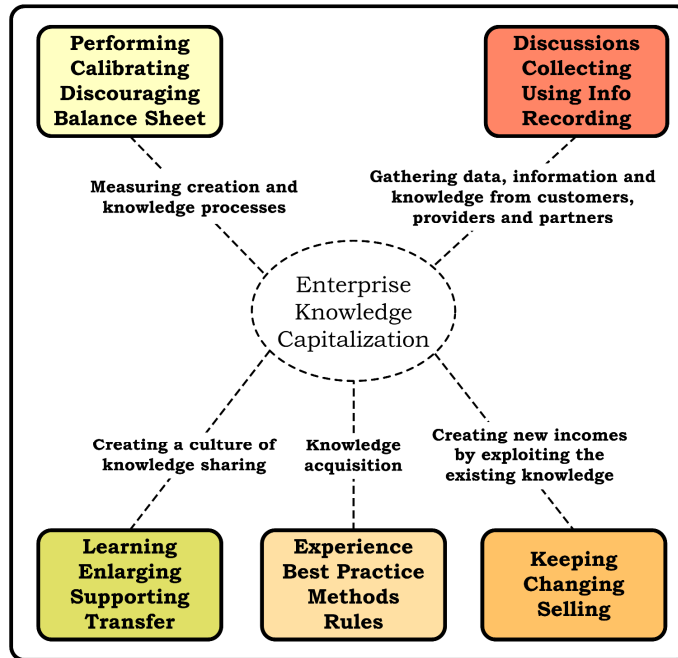 Performing
Calibrating
Discouraging
Balance Sheet
Discussions
Collecting
Using Info
Recording
Measuring creation and
knowledge processes
Gathering data, information and
knowledge from customers,
providers and partners
Enterprise
Knowledge
Capitalization
Creating a culture of
knowledge sharing
Knowledge
acquisition
Creating new incomes
by exploiting the
existing knowledge
Learning
Enlarging
Supporting
Transfer
Experience
Best Practice
Methods
Rules
Keeping
Changing
Selling